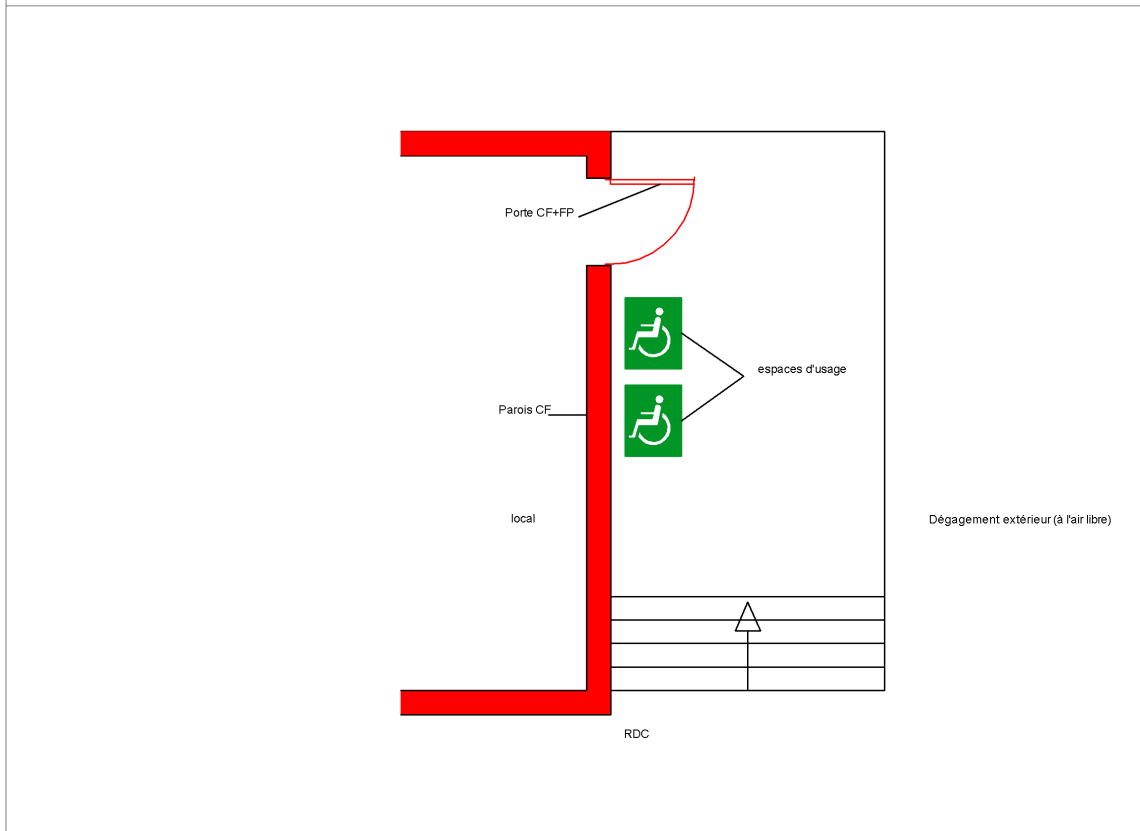 Porte CF+FP
espaces d'usage
Parois CF
local
Dégagement extérieur (à l'air libre)
RDC